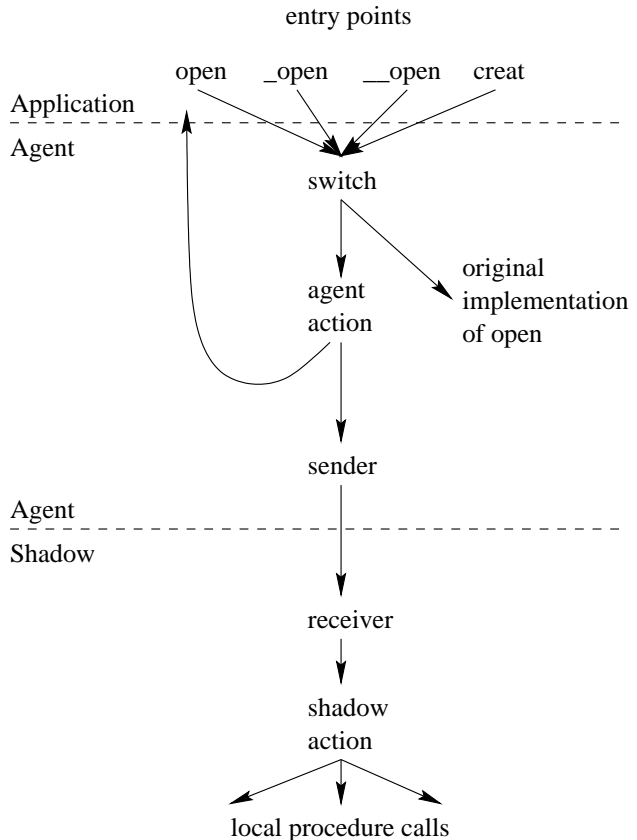 entry points
open _open __open creat
Application
Agent
switch
original
implementation
of open
agent
action
sender
Agent
Shadow
receiver
shadow
action
local procedure calls